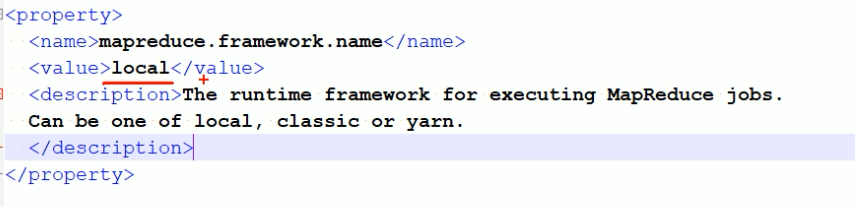 <property>
<name>mapreduce.framework.name</name>
<value>local</value>
<description>The runtime framework for executing MapReduce jobs.
Can be one of local, classic or yarn.
</description>
</property>